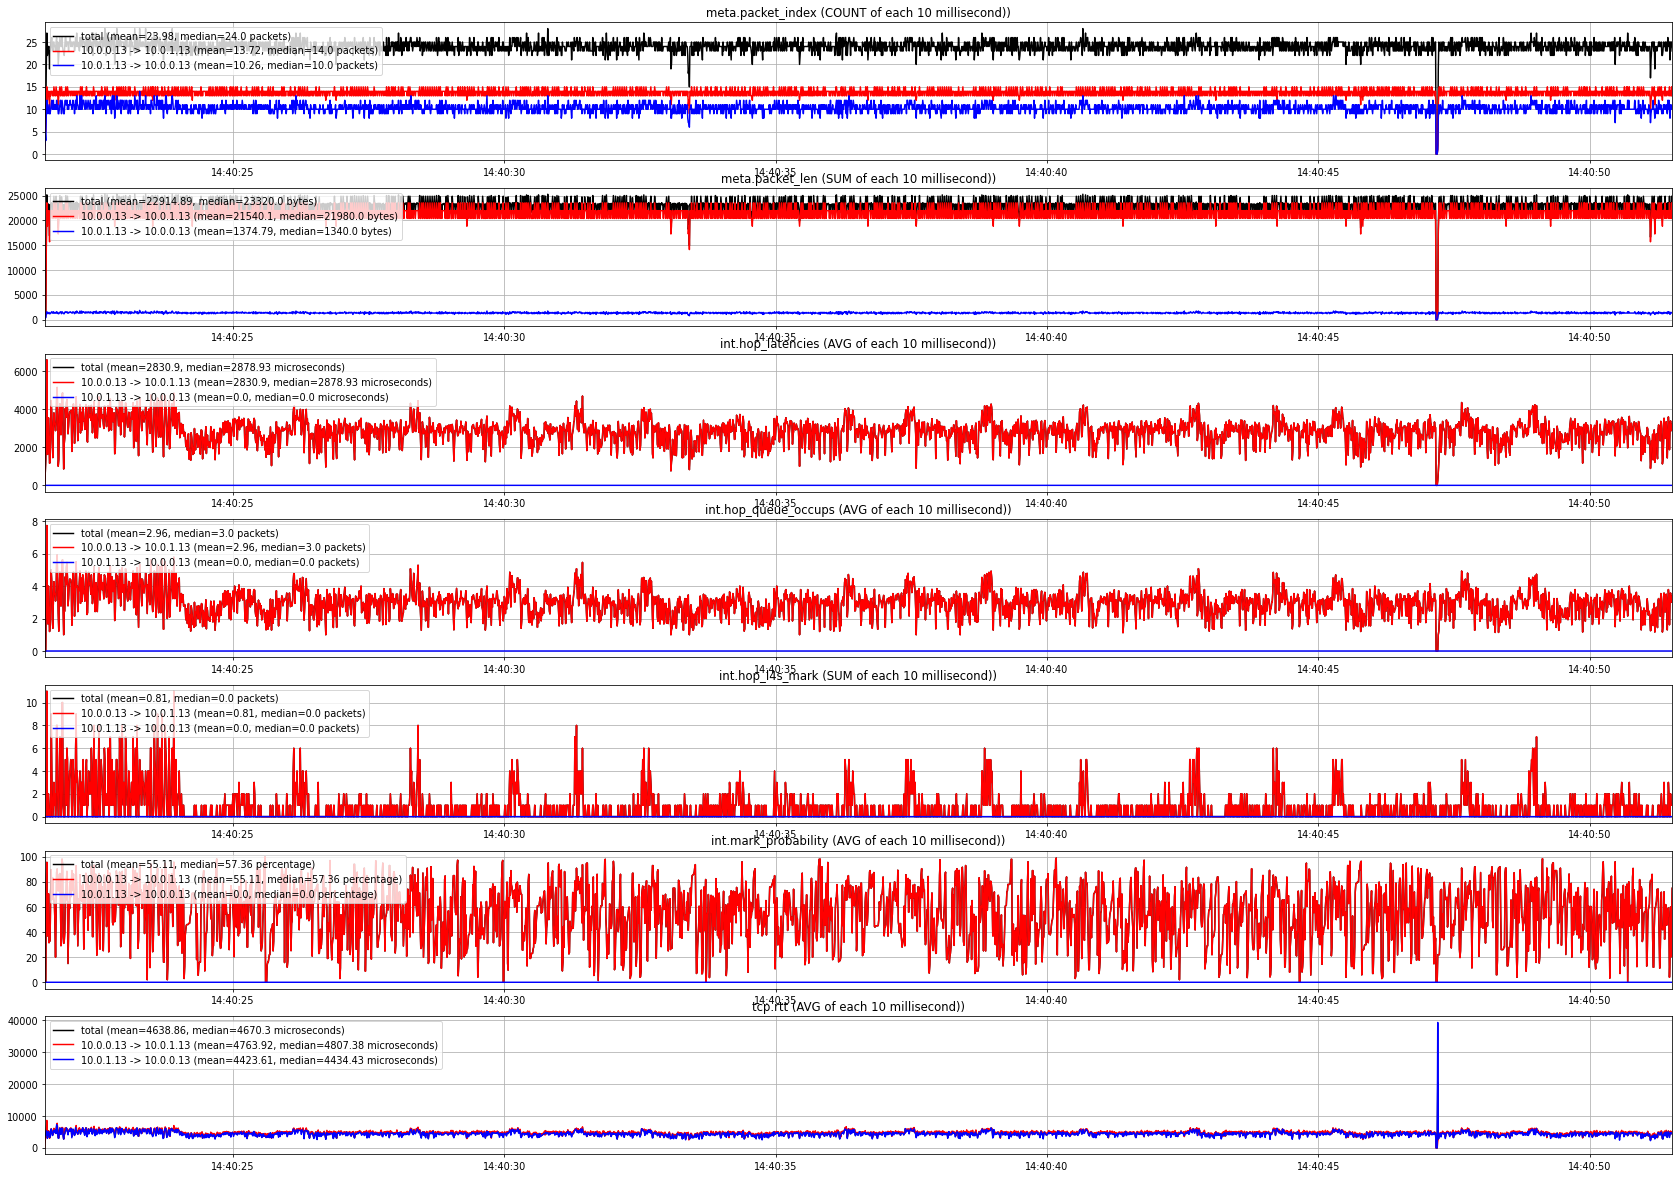 meta.packet_index (COUNT of each 10 millisecond))
total (mean=23.98, median=24.0 packets)
10.0.0.13 -> 10.0.1.13 (mean=13.72, median=14.0 packets)
10.0.1.13 -> 10.0.0.13 (mean=10.26, median=10.0 packets)
25
20
15
10
5
0
14:40:25 14:40:30 14:40:35 14:40:40 14:40:45 14:40:50
meta.packet_len (SUM of each 10 millisecond))
total (mean=22914.89, median=23320.0 bytes)
10.0.0.13 -> 10.0.1.13 (mean=21540.1, median=21980.0 bytes)
10.0.1.13 -> 10.0.0.13 (mean=1374.79, median=1340.0 bytes)
25000
20000
15000
10000
5000
0
14:40:25 14:40:30 14:40:35 14:40:40 14:40:45 14:40:50
int.hop_latencies (AVG of each 10 millisecond))
total (mean=2830.9, median=2878.93 microseconds)
10.0.0.13 -> 10.0.1.13 (mean=2830.9, median=2878.93 microseconds)
10.0.1.13 -> 10.0.0.13 (mean=0.0, median=0.0 microseconds)
6000
4000
2000
0
14:40:25 14:40:30 14:40:35 14:40:40 14:40:45 14:40:50
int.hop_queue_occups (AVG of each 10 millisecond))
total (mean=2.96, median=3.0 packets)
10.0.0.13 -> 10.0.1.13 (mean=2.96, median=3.0 packets)
10.0.1.13 -> 10.0.0.13 (mean=0.0, median=0.0 packets)
8
6
4
2
0
14:40:25 14:40:30 14:40:35 14:40:40 14:40:45 14:40:50
int.hop_l4s_mark (SUM of each 10 millisecond))
total (mean=0.81, median=0.0 packets)
10.0.0.13 -> 10.0.1.13 (mean=0.81, median=0.0 packets)
10.0.1.13 -> 10.0.0.13 (mean=0.0, median=0.0 packets)
10
8
6
4
2
0
14:40:25 14:40:30 14:40:35 14:40:40 14:40:45 14:40:50
int.mark_probability (AVG of each 10 millisecond))
total (mean=55.11, median=57.36 percentage)
10.0.0.13 -> 10.0.1.13 (mean=55.11, median=57.36 percentage)
10.0.1.13 -> 10.0.0.13 (mean=0.0, median=0.0 percentage)
100
80
60
40
20
0
14:40:25 14:40:30 14:40:35 14:40:40 14:40:45 14:40:50
tcp.rtt (AVG of each 10 millisecond))
total (mean=4638.86, median=4670.3 microseconds)
10.0.0.13 -> 10.0.1.13 (mean=4763.92, median=4807.38 microseconds)
10.0.1.13 -> 10.0.0.13 (mean=4423.61, median=4434.43 microseconds)
40000
30000
20000
10000
0
14:40:25 14:40:30 14:40:35 14:40:40 14:40:45 14:40:50